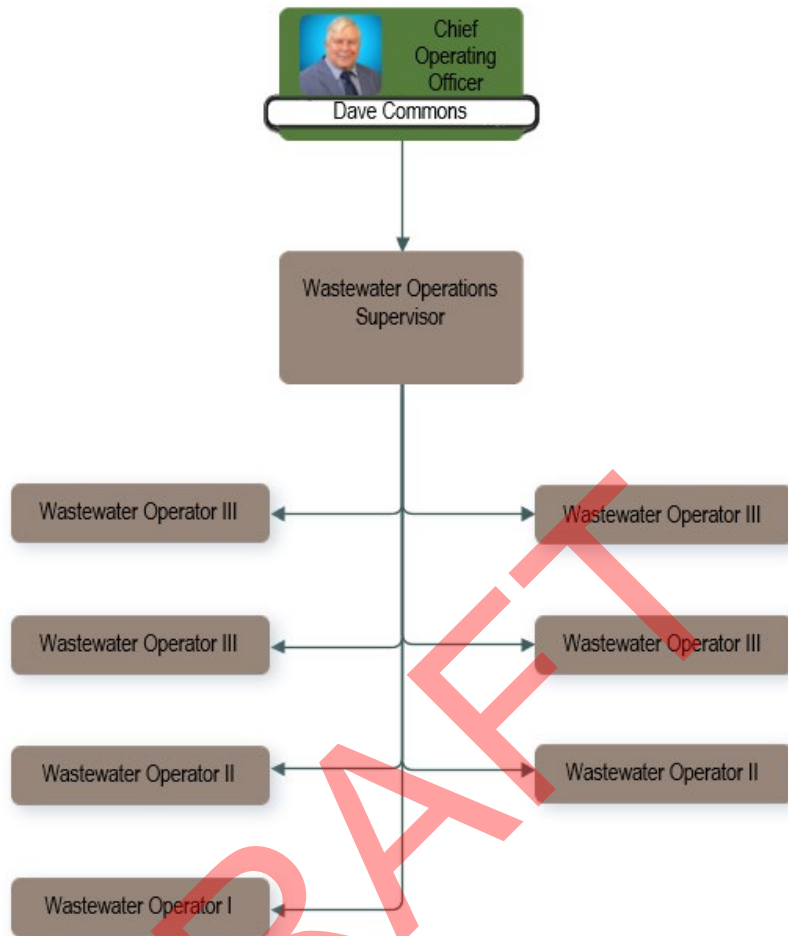 Chief
Operating
Officer
Dave Commons
Wastewater Operations
Supervisor
Wastewater Operator III
Wastewater Operator III
Wastewater Operator III
Wastewater Operator III
Wastewater Operator II
Wastewater Operator II
Wastewater Operator I
DRAFT